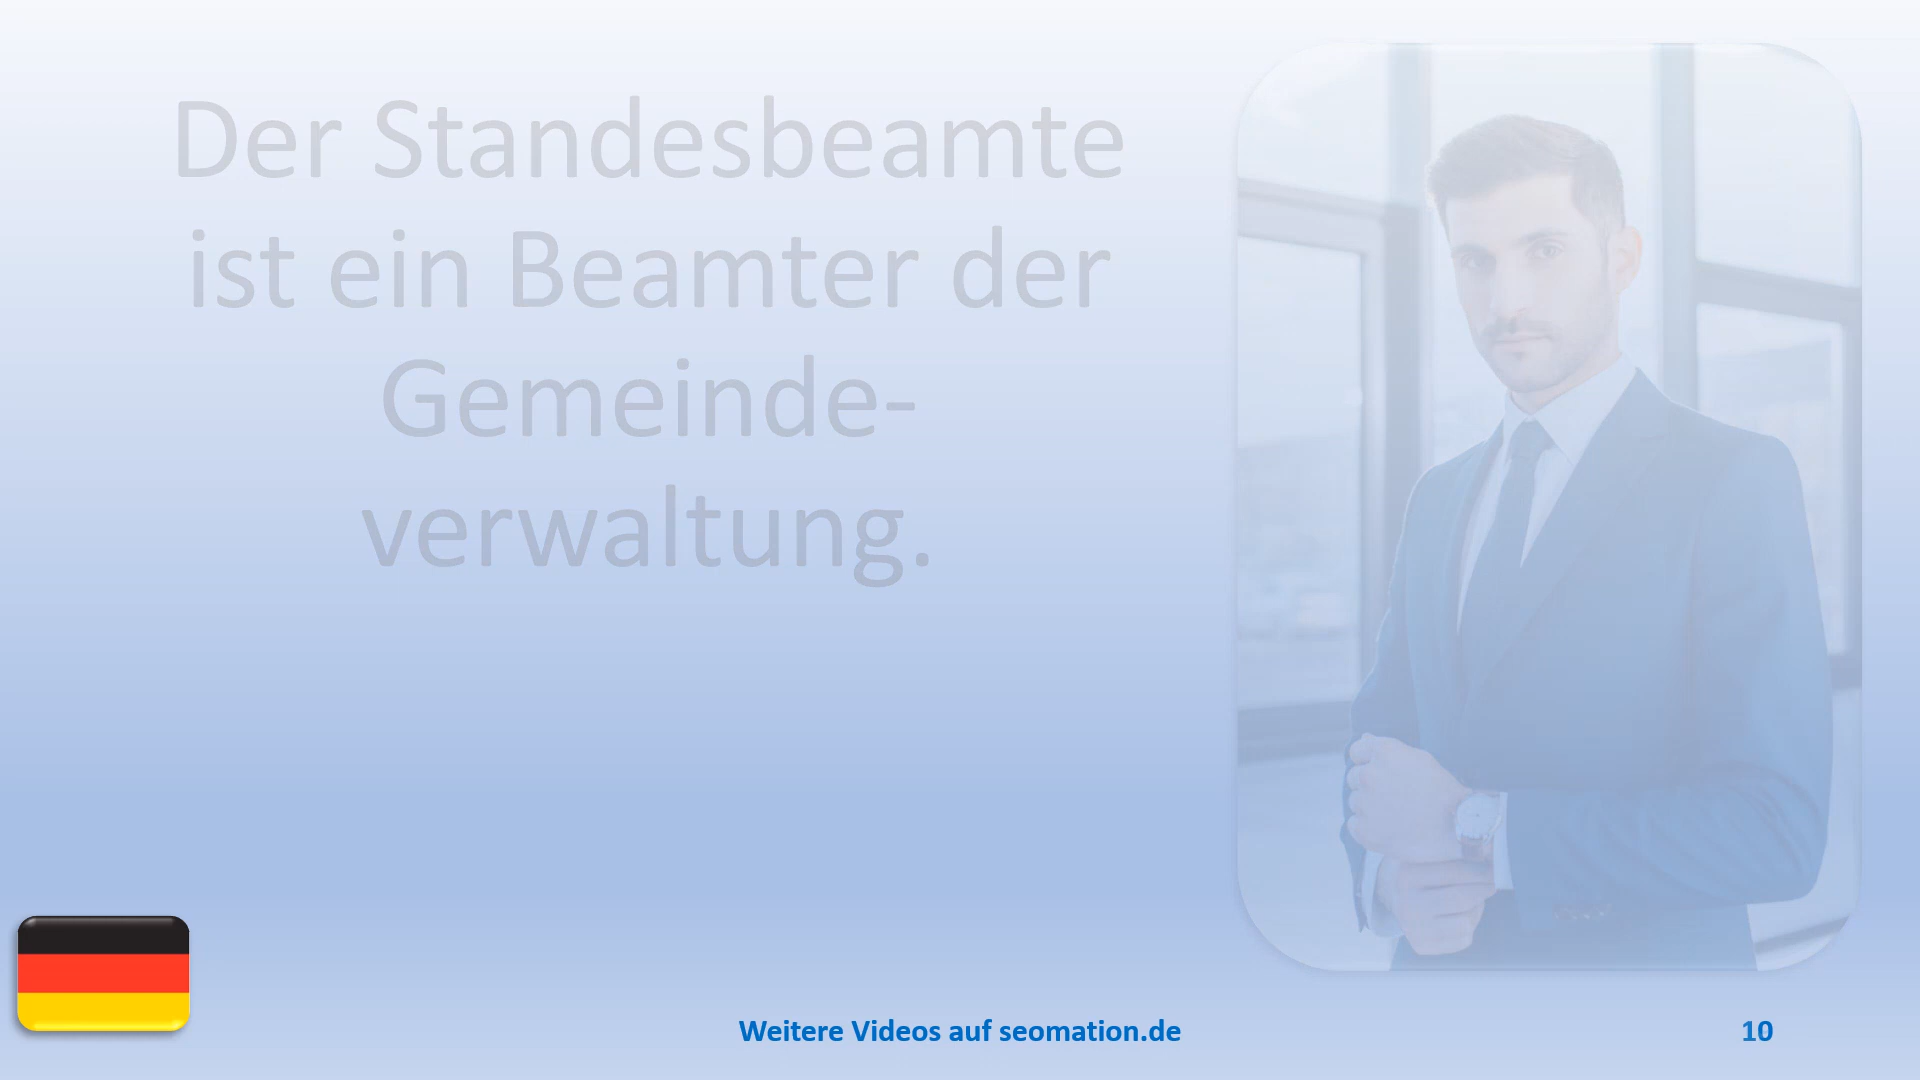 Der Standesbeamte
ist ein Beamter der
Gemeinde-
verwaltung.
Weitere Videos auf seomation.de
10